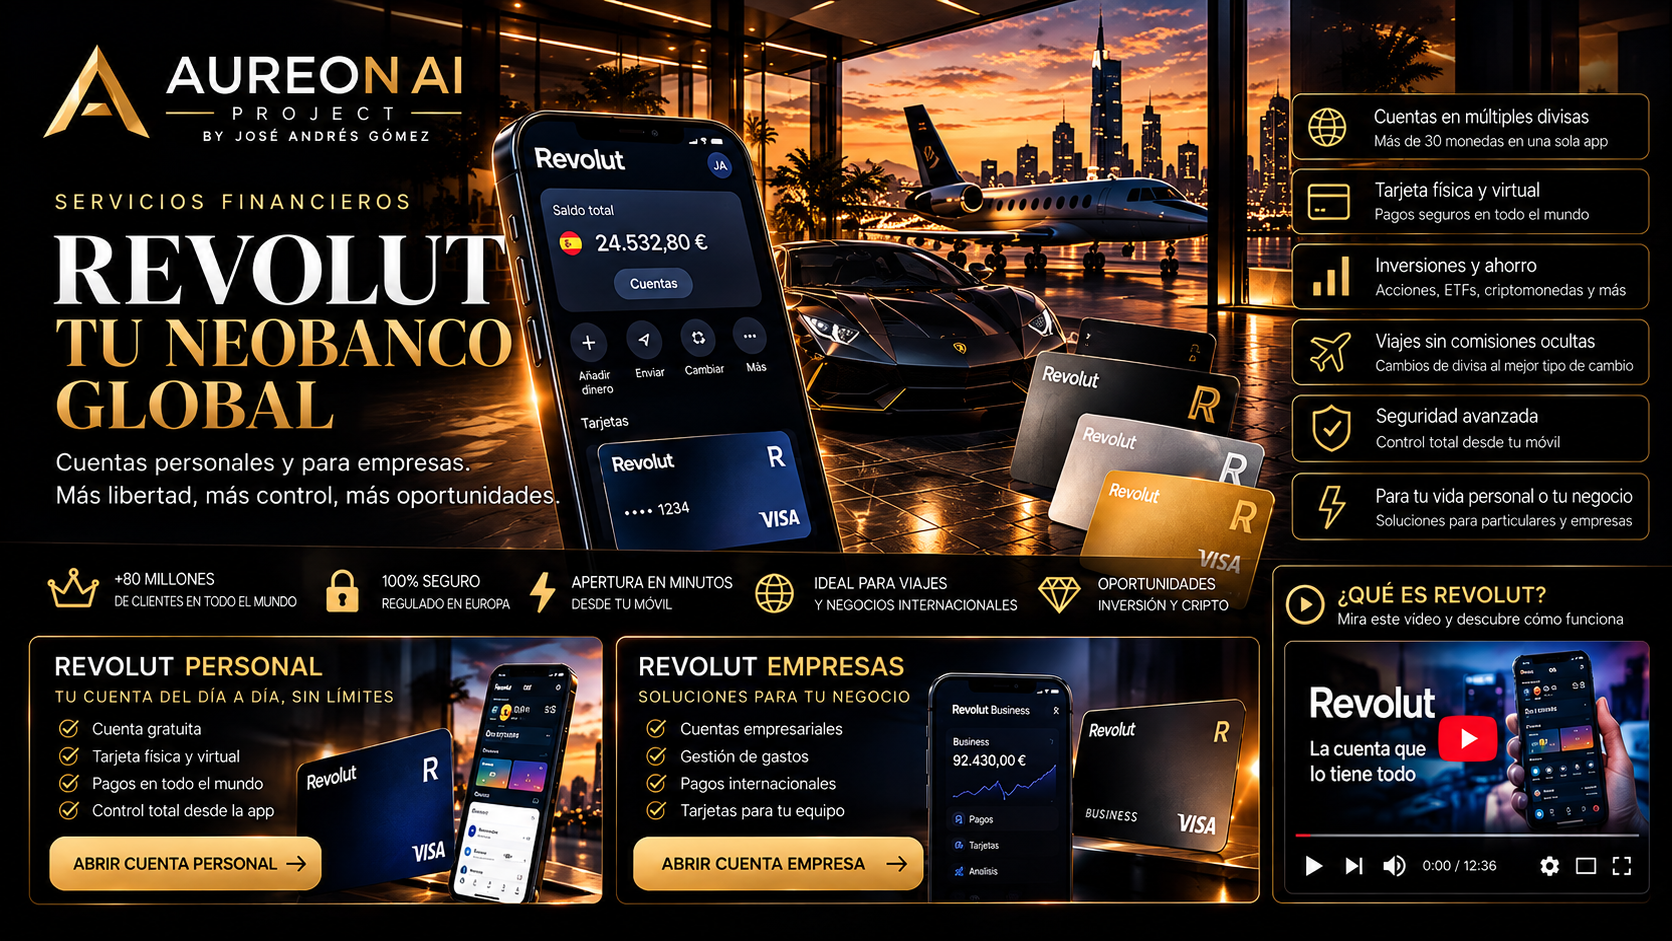 AUREON AI
PROJECT
BY JOSÉ ANDRÉS GÓMEZ
SERVICIOS FINANCIEROS
REVOLUT
TU NEOBANCO
GLOBAL
Cuentas personales y para empresas.
Más libertad, más control, más oportunidades.
Revolut
JA
Saldo total
24.532,80 €
Cuentas
Añadir
dinero
Enviar
Cambiar
Más
Tarjetas
Revolut R
•••• 1234
VISA
Revolut R
Revolut R
Revolut R
VISA
Cuentas en múltiples divisas
Más de 30 monedas en una sola app
Tarjeta física y virtual
Pagos seguros en todo el mundo
Inversiones y ahorro
Acciones, ETFs, criptomonedas y más
Viajes sin comisiones ocultas
Cambios de divisa al mejor tipo de cambio
Seguridad avanzada
Control total desde tu móvil
Para tu vida personal o tu negocio
Soluciones para particulares y empresas
+80 MILLONES
DE CLIENTES EN TODO EL MUNDO
100% SEGURO
REGULADO EN EUROPA
APERTURA EN MINUTOS
DESDE TU MÓVIL
IDEAL PARA VIAJES
Y NEGOCIOS INTERNACIONALES
OPORTUNIDADES
INVERSIÓN Y CRIPTO
REVOLUT PERSONAL
TU CUENTA DEL DÍA A DÍA, SIN LÍMITES
Cuenta gratuita
Tarjeta física y virtual
Pagos en todo el mundo
Control total desde la app
ABRIR CUENTA PERSONAL →
Revolut R
VISA
REVOLUT EMPRESAS
SOLUCIONES PARA TU NEGOCIO
Cuentas empresariales
Gestión de gastos
Pagos internacionales
Tarjetas para tu equipo
ABRIR CUENTA EMPRESA →
Revolut Business
Business
92.430,00 €
Pagos
Tarjetas
Analisis
Revolut R
BUSINESS
VISA
¿QUÉ ES REVOLUT?
Mira este vídeo y descubre cómo funciona
Revolut
La cuenta que
lo tiene todo
0:00 / 12:36